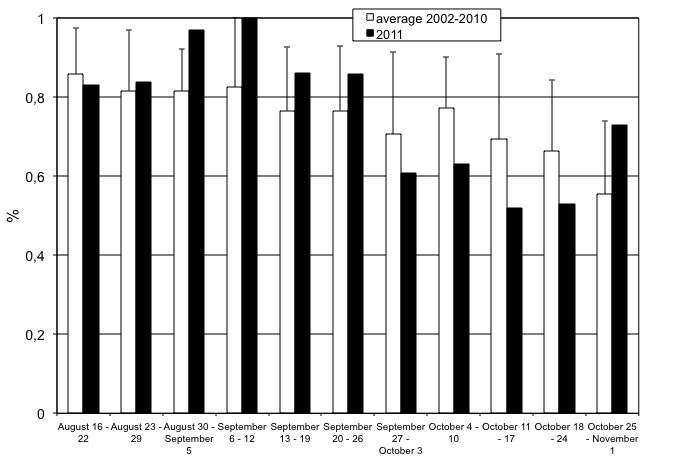 average 2002-2010
2011
1
0,8
0,6
0,4
0,2
0
%
August 16 -
22
August 23 -
29
August 30 -
September
5
September
6 - 12
September
13 - 19
September
20 - 26
September
27 -
October 3
October 4 -
10
October 11
- 17
October 18
- 24
October 25
- November
1